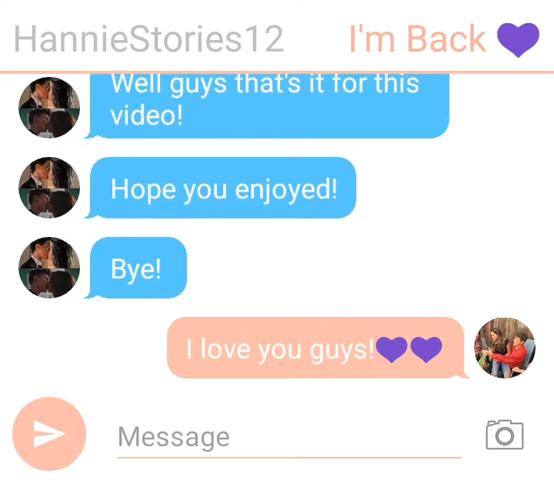 HannieStories12 I'm Back 💜
Well guys that's it for this
video!
Hope you enjoyed!
Bye!
I love you guys!💜💜
Message